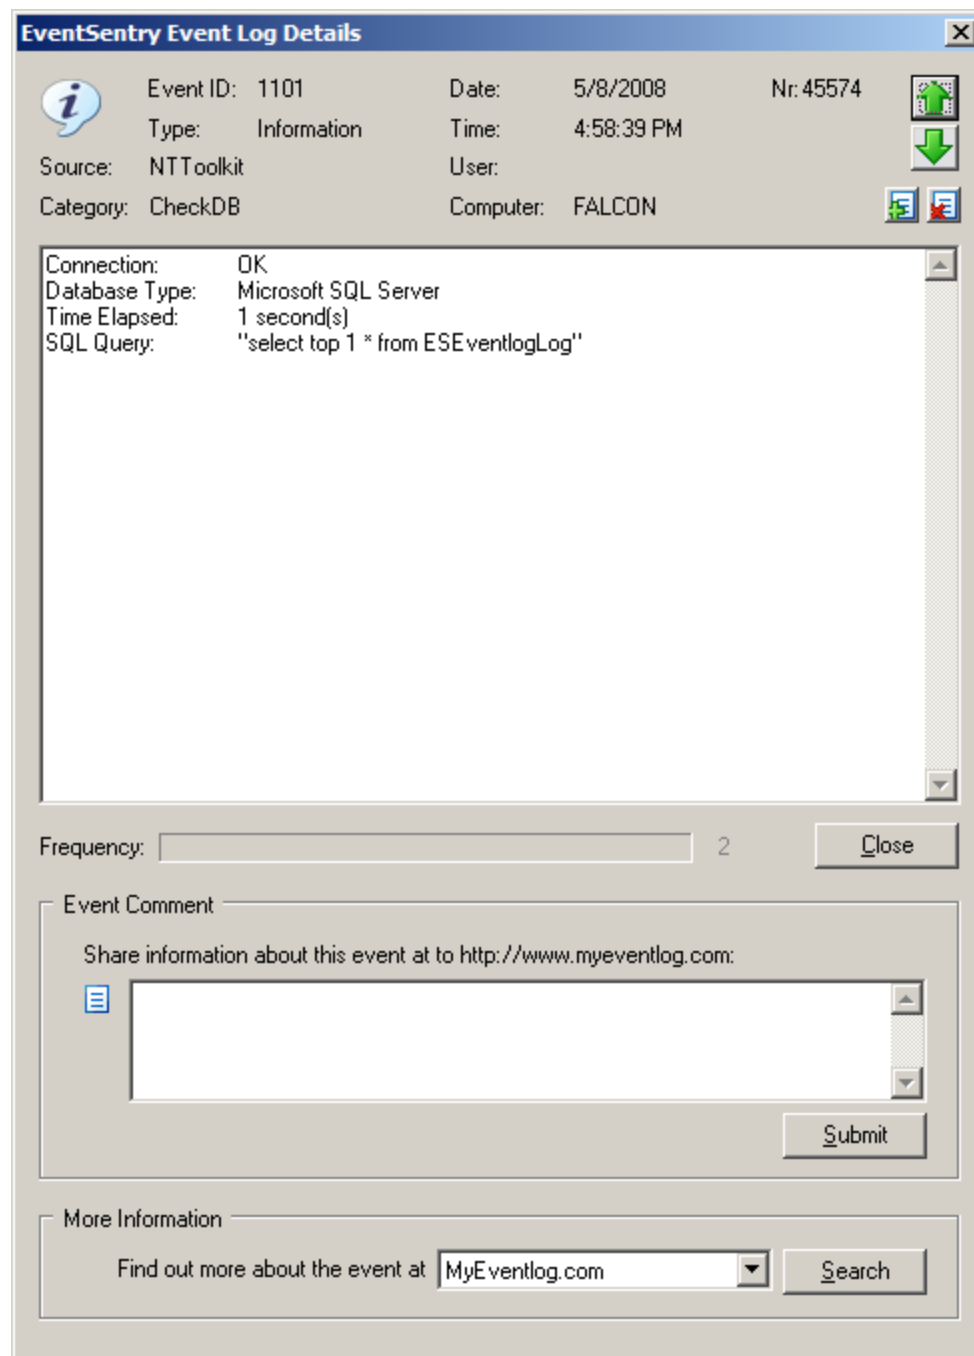 EventSentry Event Log Details
Event ID: 1101 Date: 5/8/2008 Nr: 45574
Type: Information Time: 4:58:39 PM
Source: NTToolkit User:
Category: CheckDB Computer: FALCON
Connection: OK
Database Type: Microsoft SQL Server
Time Elapsed: 1 second(s)
SQL Query: "select top 1 * from ESEventlogLog"
Frequency: 2 Close
Event Comment
Share information about this event at to http://www.myeventlog.com:
Submit
More Information
Find out more about the event at MyEventlog.com Search